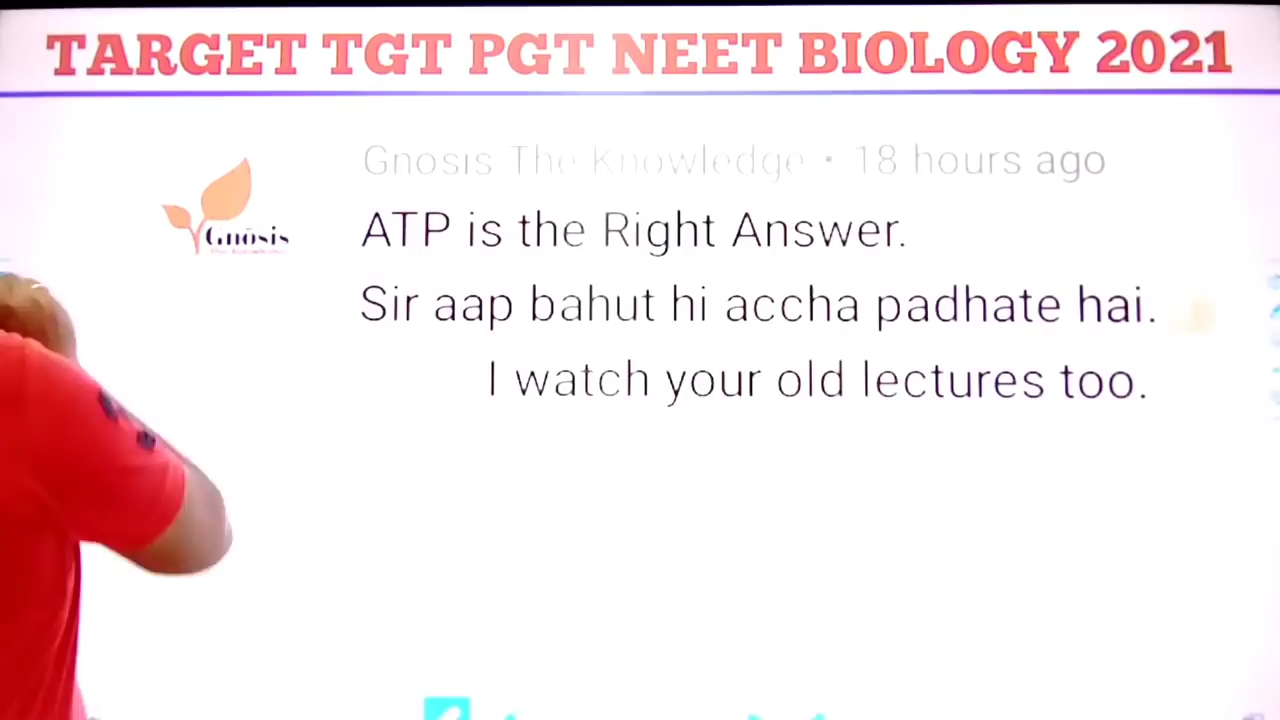 TARGET TGT PGT NEET BIOLOGY 2021
Gnosis The Knowledge • 18 hours ago
Gnōsis
ATP is the Right Answer.
Sir aap bahut hi accha padhate hai.
I watch your old lectures too.